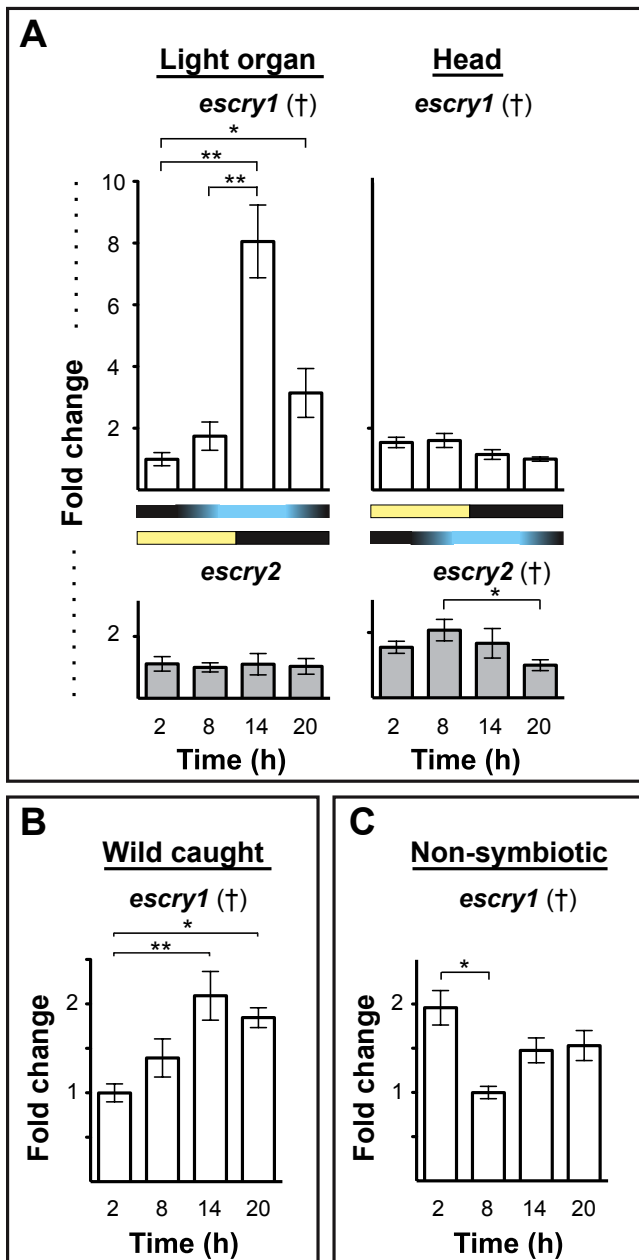 A
Light organ
Head
escry1 (†)
escry1 (†)
*
**
**
10
8
6
4
2
Fold change
escry2
escry2 (†)
*
2
2 8 14 20
2 8 14 20
Time (h)
Time (h)
B
Wild caught
escry1 (†)
*
**
2
1
Fold change
2 8 14 20
Time (h)
C
Non-symbiotic
escry1 (†)
*
2
1
Fold change
2 8 14 20
Time (h)